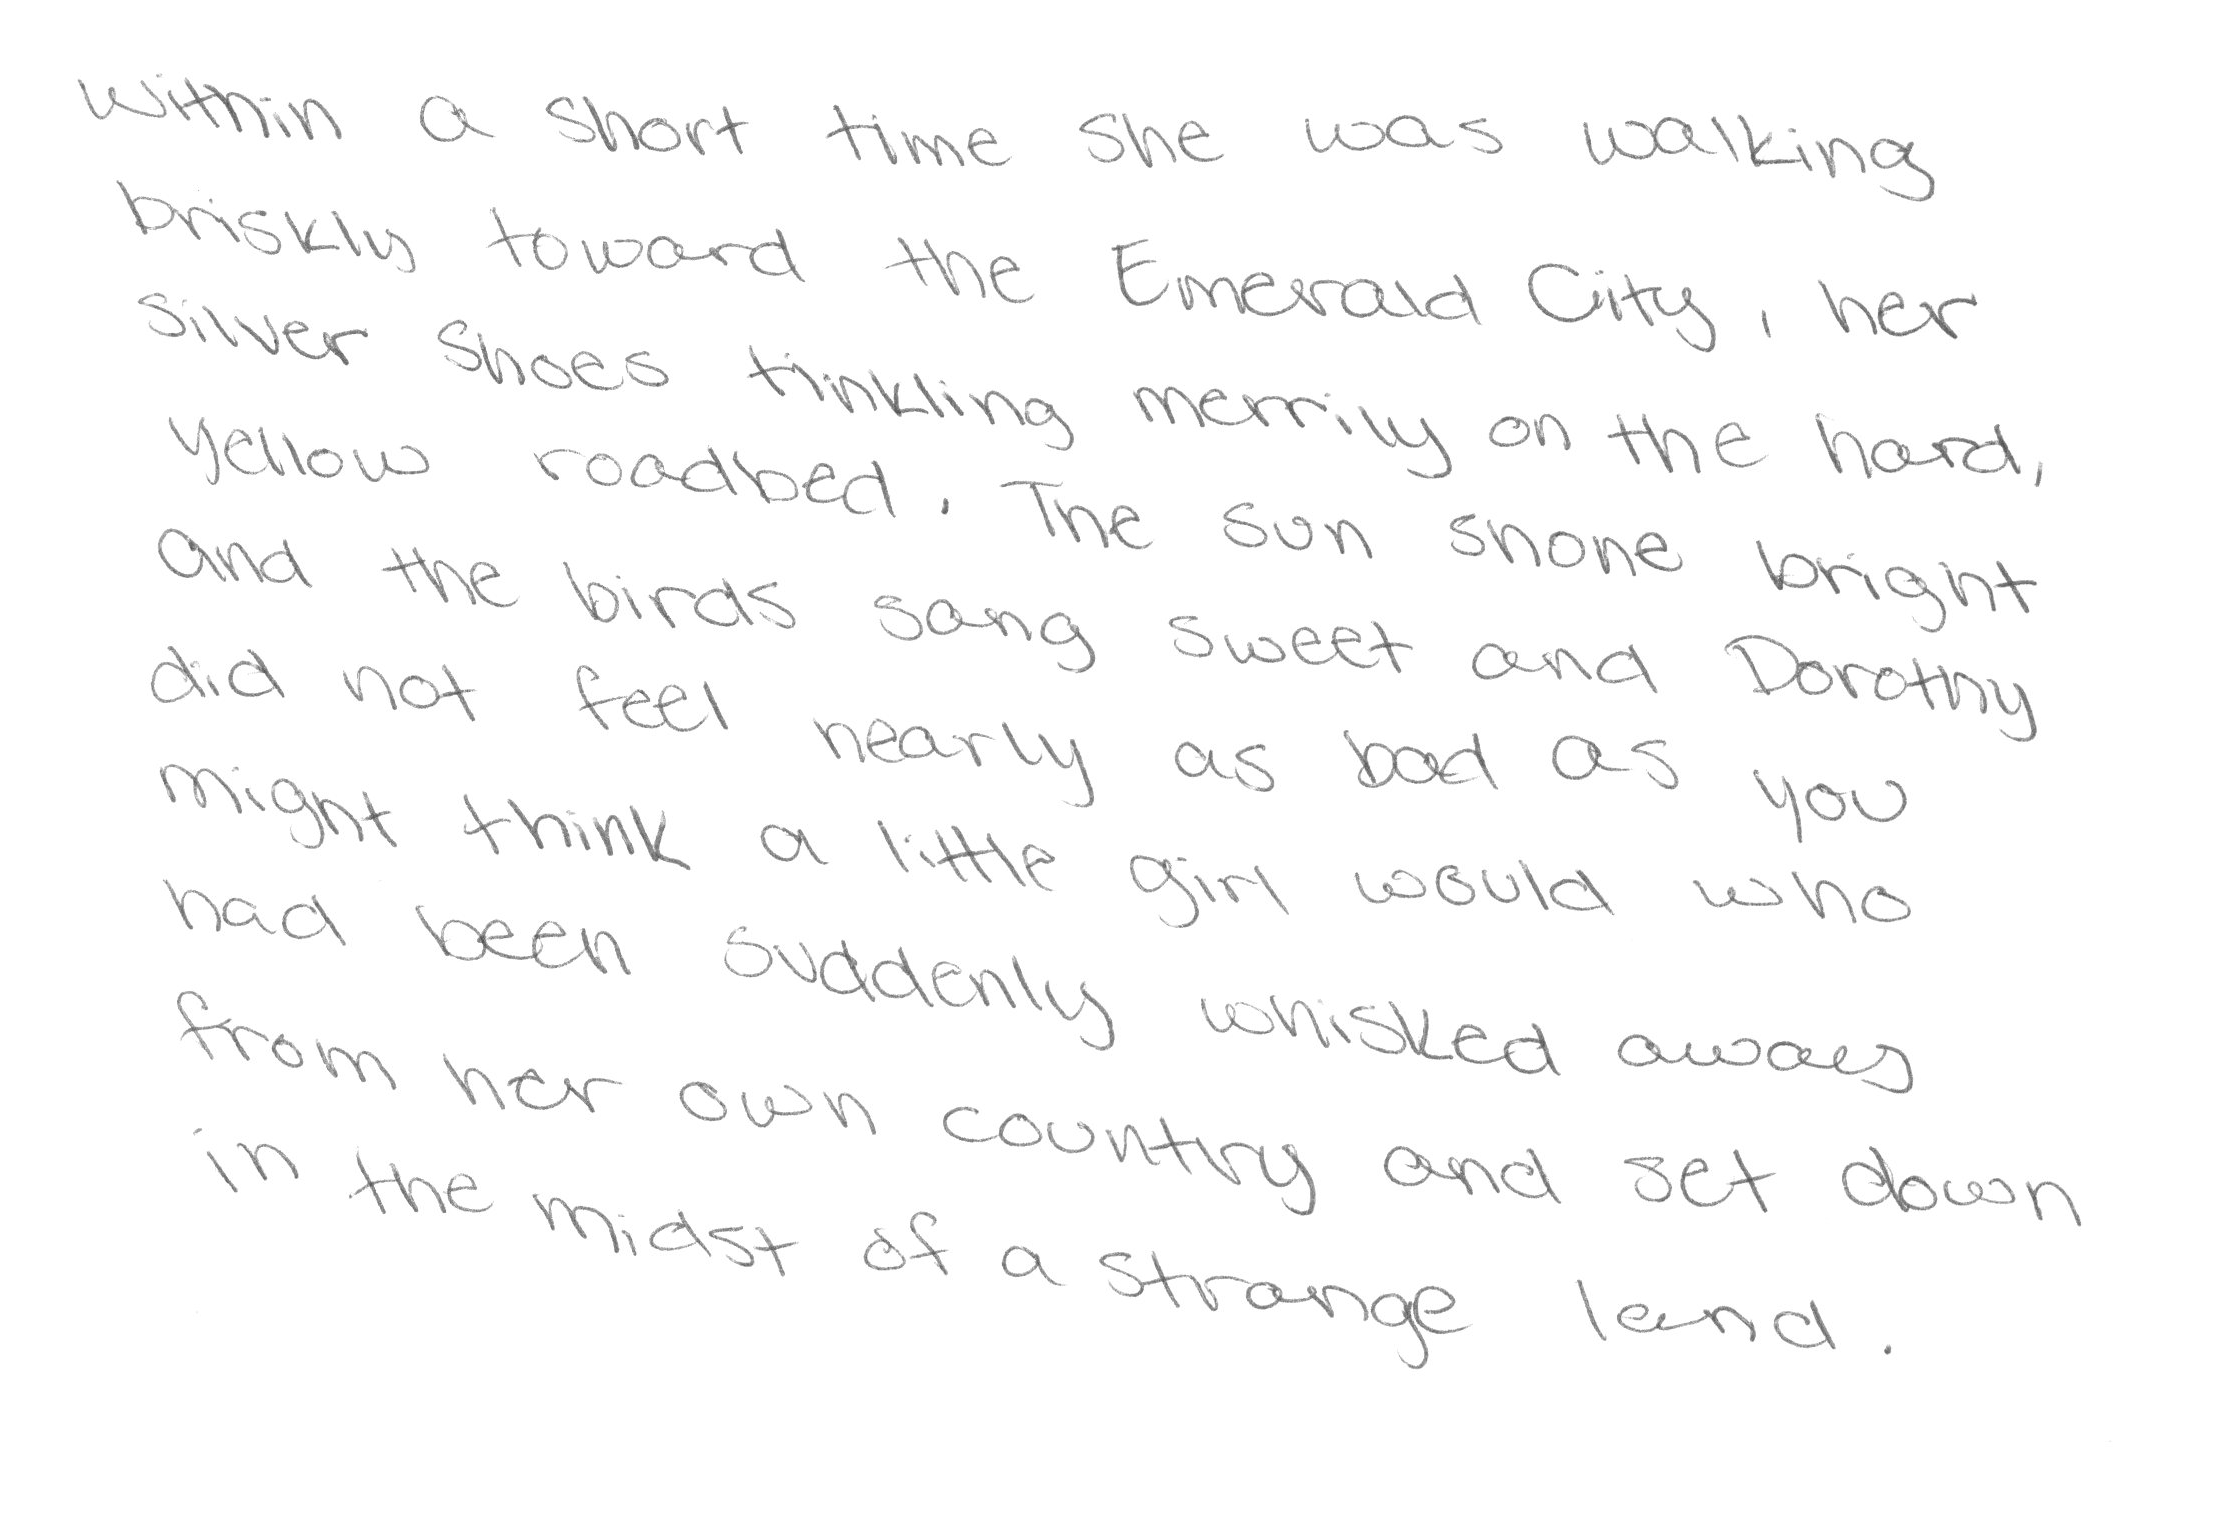 Within a short time she was walking
briskly toward the Emerald City, her
Silver Shoes tinkling merrily on the hard,
yellow roadbed. The sun shone bright
and the birds sang sweet and Dorothy
did not feel nearly as bad as you
might think a little girl would who
had been suddenly whisked away
from her own country and set down
in the midst of a strange land.